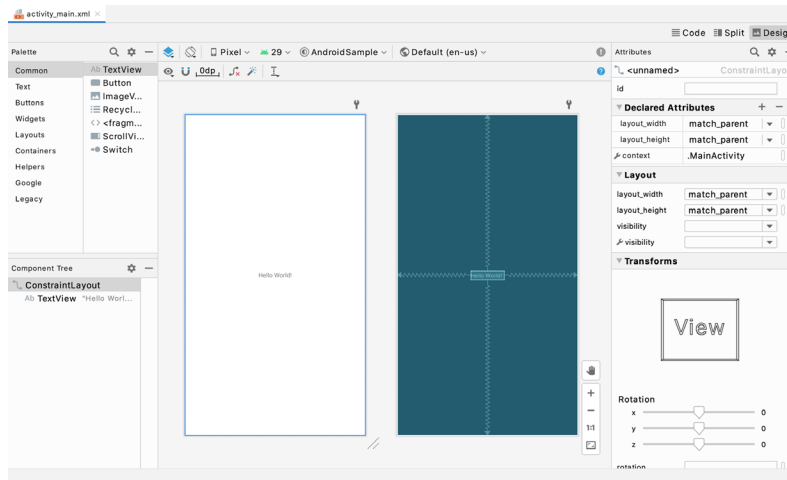 activity_main.xml
Code Split Desig
Palette
Pixel 29 AndroidSample Default (en-us)
Attributes
Common
Text
Buttons
Widgets
Layouts
Containers
Helpers
Google
Legacy
Ab TextView
Button
ImageV...
Recycl...
<fragm...
ScrollVi...
Switch
0dp
<unnamed> ConstraintLayo
id
Declared Attributes
layout_width match_parent
layout_height match_parent
context .MainActivity
Layout
layout_width match_parent
layout_height match_parent
visibility
visibility
Transforms
View
Rotation
x 0
y 0
z 0
rotation
Component Tree
ConstraintLayout
Ab TextView "Hello Worl...
Hello World!
Hello World!
1:1